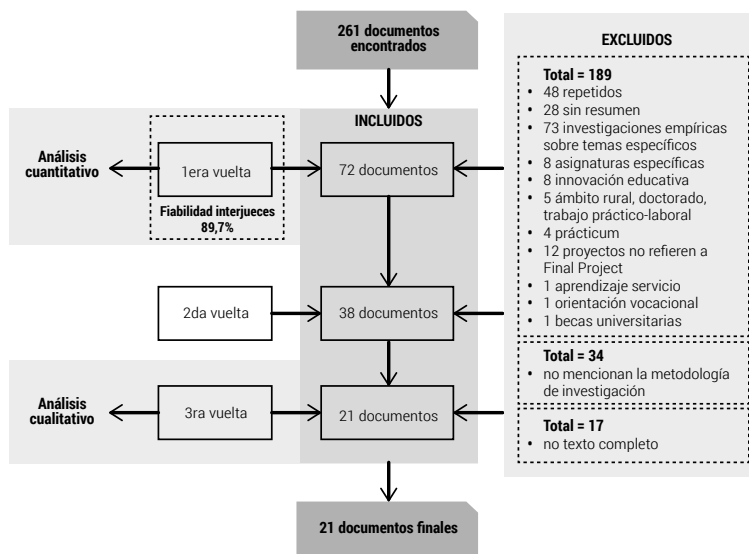 261 documentos
encontrados
EXCLUIDOS
Total = 189
• 48 repetidos
• 28 sin resumen
• 73 investigaciones empíricas
sobre temas específicos
• 8 asignaturas específicas
• 8 innovación educativa
• 5 ámbito rural, doctorado,
trabajo práctico-laboral
• 4 prácticum
• 12 proyectos no refieren a
Final Project
• 1 aprendizaje servicio
• 1 orientación vocacional
• 1 becas universitarias
INCLUIDOS
Análisis
cuantitativo
1era vuelta
72 documentos
Fiabilidad interjueces
89,7%
2da vuelta
38 documentos
Total = 34
• no mencionan la metodología
de investigación
Análisis
cualitativo
3ra vuelta
21 documentos
Total = 17
• no texto completo
21 documentos finales